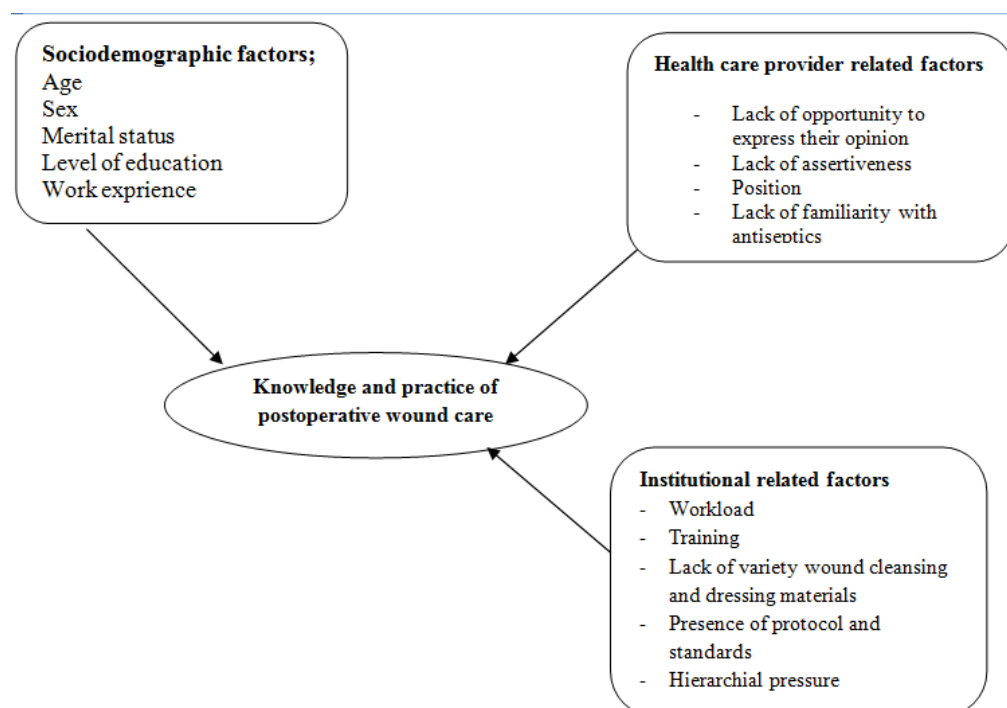 Sociodemographic factors;
Age
Sex
Merital status
Level of education
Work exprience
Health care provider related factors
- Lack of opportunity to
express their opinion
- Lack of assertiveness
- Position
- Lack of familiarity with
antiseptics
Knowledge and practice of
postoperative wound care
Institutional related factors
- Workload
- Training
- Lack of variety wound cleansing
and dressing materials
- Presence of protocol and
standards
- Hierarchial pressure